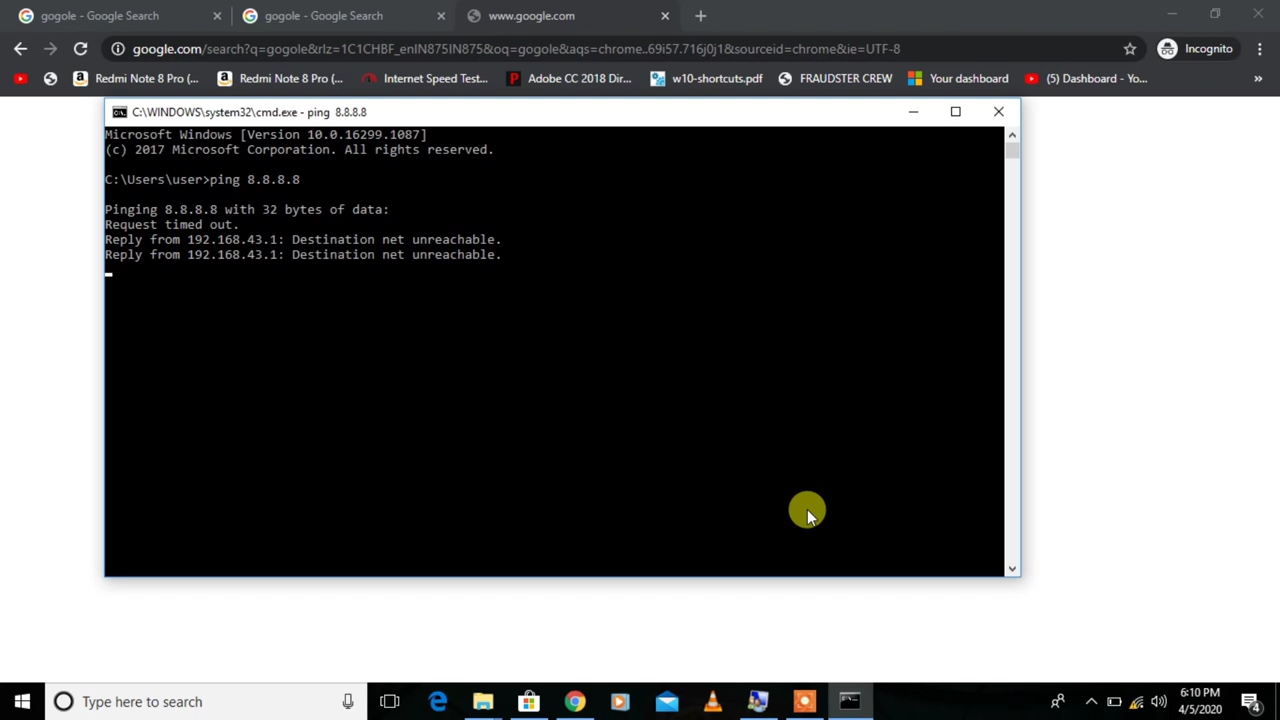 gogole - Google Search
gogole - Google Search
www.google.com
google.com/search?q=gogole&rlz=1C1CHBF_enIN875IN875&oq=gogole&aqs=chrome..69i57.716j0j1&sourceid=chrome&ie=UTF-8
Incognito
Redmi Note 8 Pro (...
Redmi Note 8 Pro (...
Internet Speed Test...
Adobe CC 2018 Dir...
w10-shortcuts.pdf
FRAUDSTER CREW
Your dashboard
(5) Dashboard - Yo...
C:\WINDOWS\system32\cmd.exe - ping 8.8.8.8
Microsoft Windows [Version 10.0.16299.1087]
(c) 2017 Microsoft Corporation. All rights reserved.
C:\Users\user>ping 8.8.8.8
Pinging 8.8.8.8 with 32 bytes of data:
Request timed out.
Reply from 192.168.43.1: Destination net unreachable.
Reply from 192.168.43.1: Destination net unreachable.
Type here to search
6:10 PM
4/5/2020
4